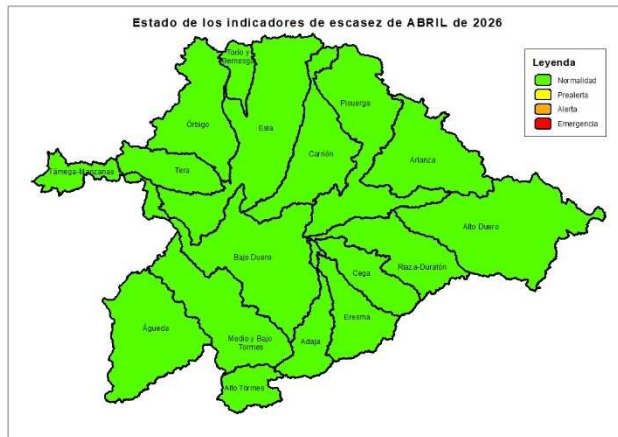 Estado de los indicadores de escasez de ABRIL de 2026
Leyenda
Normalidad
Prealerta
Alerta
Emergencia
Torío y
Bernesga
Pisuerga
Órbigo
Esla
Carrión
Arlanza
Tera
Támega-Manzanas
Alto Duero
Bajo Duero
Cega
Riaza-Duratón
Águeda
Eresma
Medio y Bajo
Tormes
Adaja
Alto Tormes